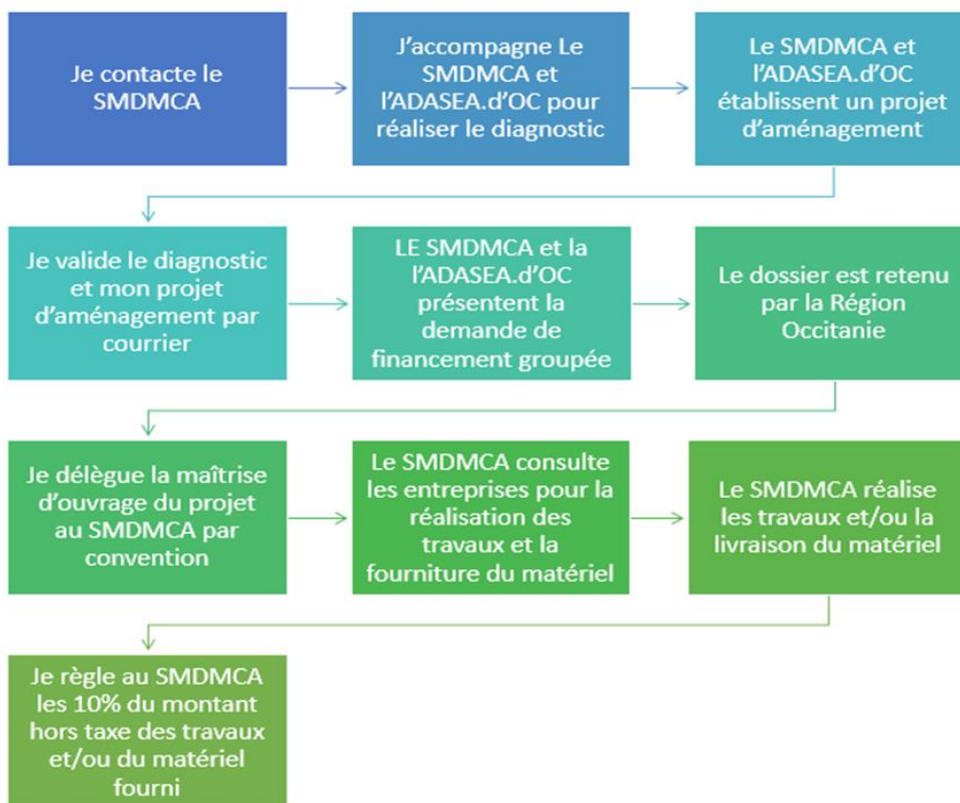 Je contacte le
SMDMCA
J’accompagne Le
SMDMCA et
l’ADASEA.d’OC pour
réaliser le diagnostic
Le SMDMCA et
l’ADASEA.d’OC
établissent un projet
d’aménagement
Je valide le diagnostic
et mon projet
d’aménagement par
courrier
LE SMDMCA et la
l’ADASEA.d’OC
présentent la
demande de
financement groupée
Le dossier est retenu
par la Région
Occitanie
Je délègue la maîtrise
d’ouvrage du projet
au SMDMCA par
convention
Le SMDMCA consulte
les entreprises pour la
réalisation des
travaux et la
fourniture du matériel
Le SMDMCA réalise
les travaux et/ou la
livraison du matériel
Je règle au SMDMCA
les 10% du montant
hors taxe des travaux
et/ou du matériel
fourni